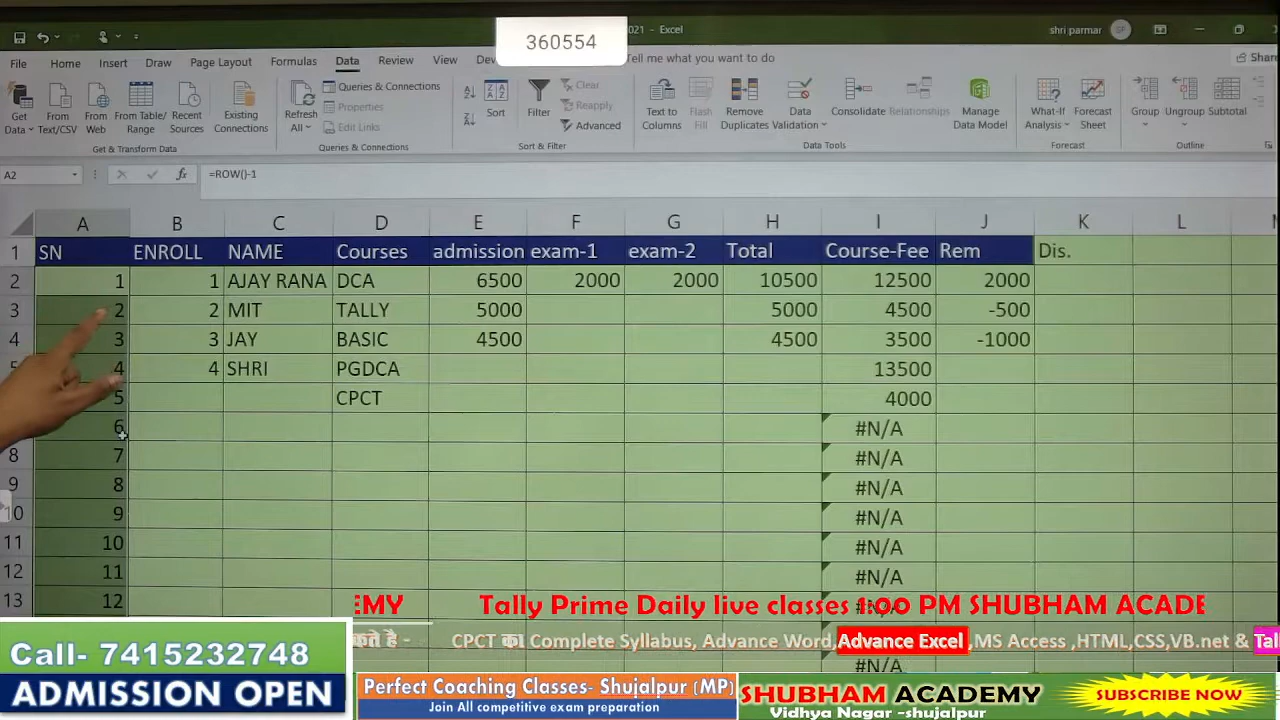 360554
021 - Excel
shri parmar
File Home Insert Draw Page Layout Formulas Data Review View Tell me what you want to do
Share
Get Data
From Text/CSV
From Web
From Table/Range
Recent Sources
Existing Connections
Get & Transform Data
Refresh All
Queries & Connections
Properties
Edit Links
Queries & Connections
Sort
Filter
Clear
Reapply
Advanced
Sort & Filter
Text to Columns
Flash Fill
Remove Duplicates
Data Validation
Consolidate
Relationships
Manage Data Model
Data Tools
What-If Analysis
Forecast Sheet
Forecast
Group
Ungroup
Subtotal
Outline
A2 fx =ROW()-1
A B C D E F G H I J K L
1 SN ENROLL NAME Courses admission exam-1 exam-2 Total Course-Fee Rem Dis.
2 1 1 AJAY RANA DCA 6500 2000 2000 10500 12500 2000
3 2 2 MIT TALLY 5000 5000 4500 -500
4 3 3 JAY BASIC 4500 4500 3500 -1000
5 4 4 SHRI PGDCA 13500
5 CPCT 4000
6 #N/A
8 7 #N/A
9 8 #N/A
10 9 #N/A
11 10 #N/A
12 11 #N/A
13 12
EMY Tally Prime Daily live classes 1:00 PM SHUBHAM ACADE
CPCT का Complete Syllabus, Advance Word, Advance Excel ,MS Access ,HTML,CSS,VB.net & Tal
#N/A
Call- 7415232748
ADMISSION OPEN
Perfect Coaching Classes- Shujalpur (MP)
Join All competitive exam preparation
SHUBHAM ACADEMY
Vidhya Nagar -shujalpur
SUBSCRIBE NOW